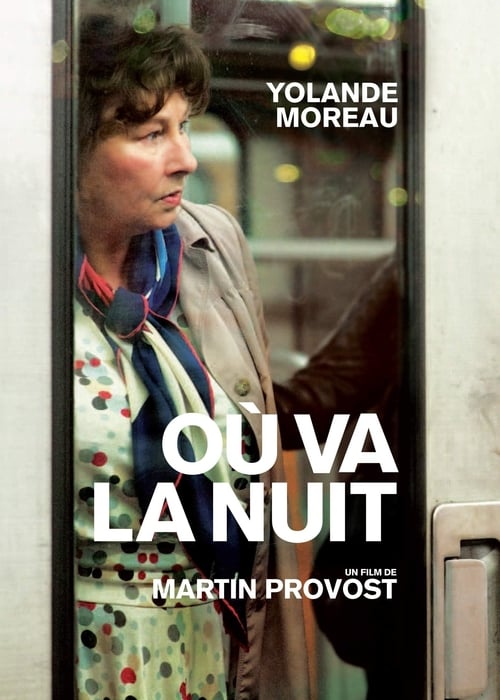 YOLANDE
MOREAU
OÙ VA
LA NUIT
UN FILM DE
MARTIN PROVOST